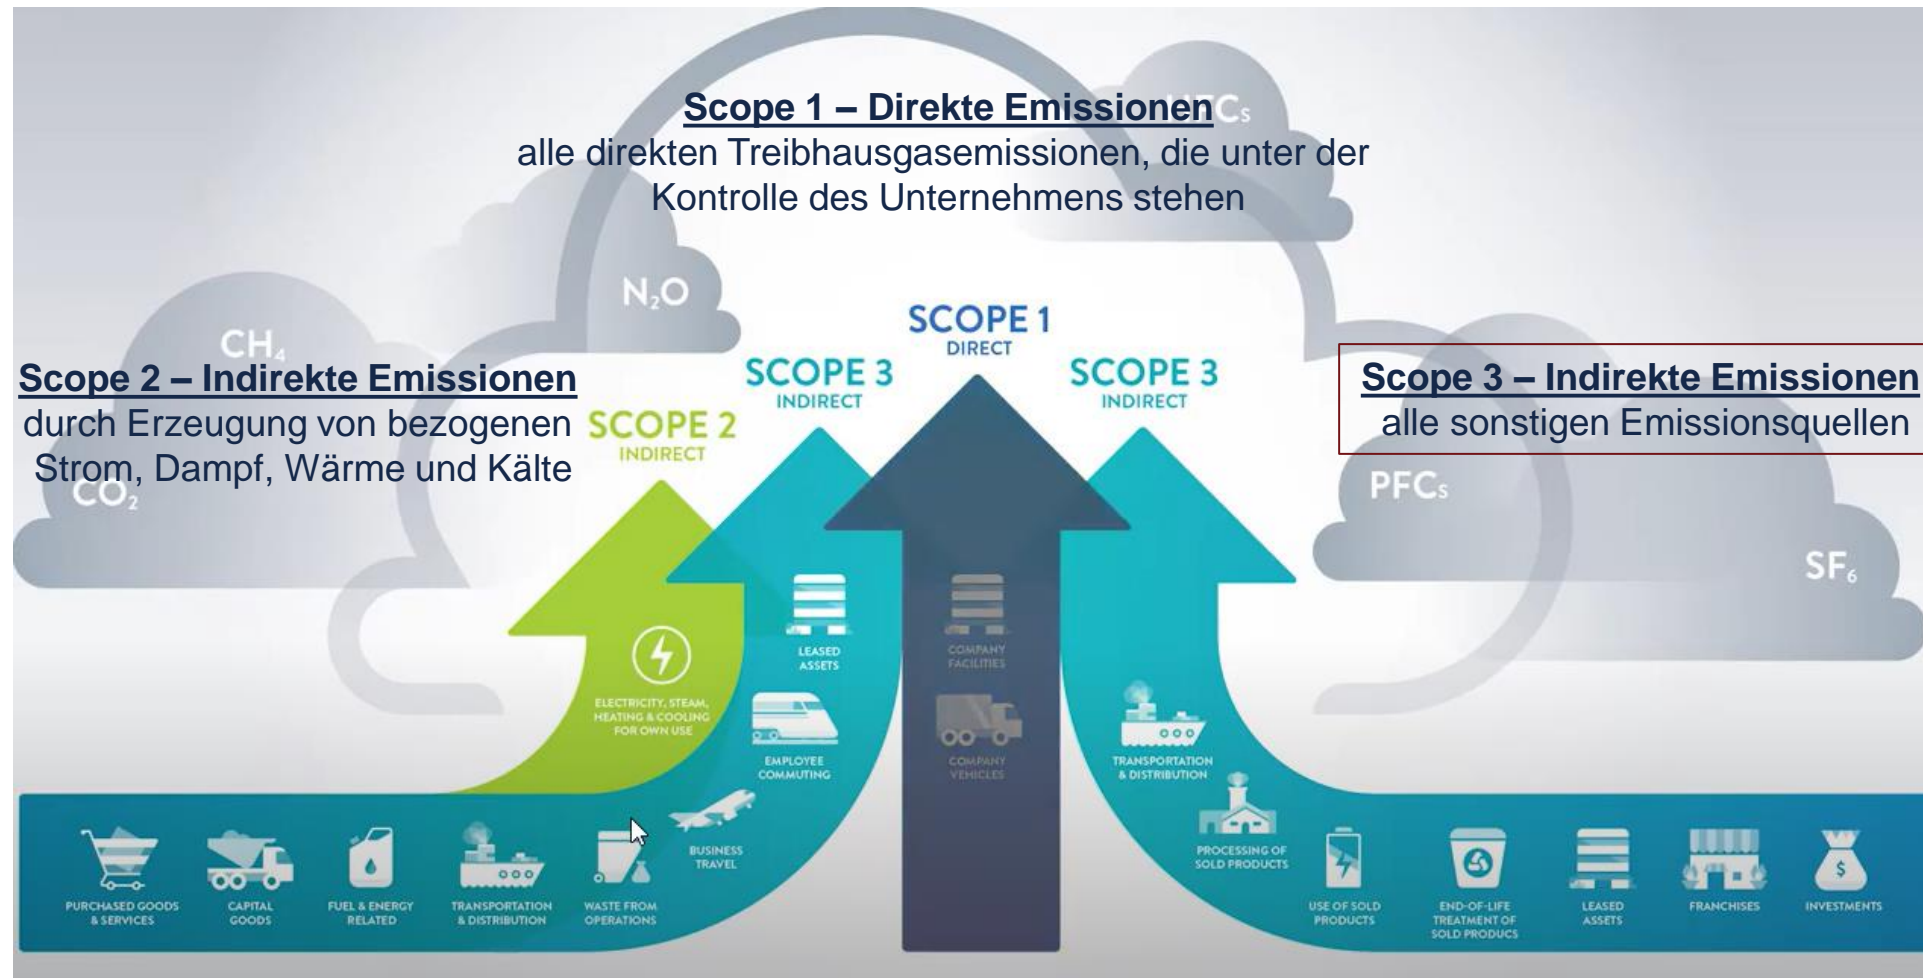 Scope 1 – Direkte Emissionen
HFCs
alle direkten Treibhausgasemissionen, die unter der
Kontrolle des Unternehmens stehen
N₂O
CH₄
Scope 2 – Indirekte Emissionen
durch Erzeugung von bezogenen
Strom, Dampf, Wärme und Kälte
CO₂
SCOPE 2
INDIRECT
SCOPE 3
INDIRECT
SCOPE 1
DIRECT
SCOPE 3
INDIRECT
Scope 3 – Indirekte Emissionen
alle sonstigen Emissionsquellen
PFCs
SF₆
ELECTRICITY, STEAM,
HEATING & COOLING
FOR OWN USE
LEASED
ASSETS
EMPLOYEE
COMMUTING
BUSINESS
TRAVEL
COMPANY
FACILITIES
COMPANY
VEHICLES
TRANSPORTATION
& DISTRIBUTION
PROCESSING OF
SOLD PRODUCTS
PURCHASED GOODS
& SERVICES
CAPITAL
GOODS
FUEL & ENERGY
RELATED
TRANSPORTATION
& DISTRIBUTION
WASTE FROM
OPERATIONS
USE OF SOLD
PRODUCTS
END-OF-LIFE
TREATMENT OF
SOLD PRODUCS
LEASED
ASSETS
FRANCHISES
$
INVESTMENTS